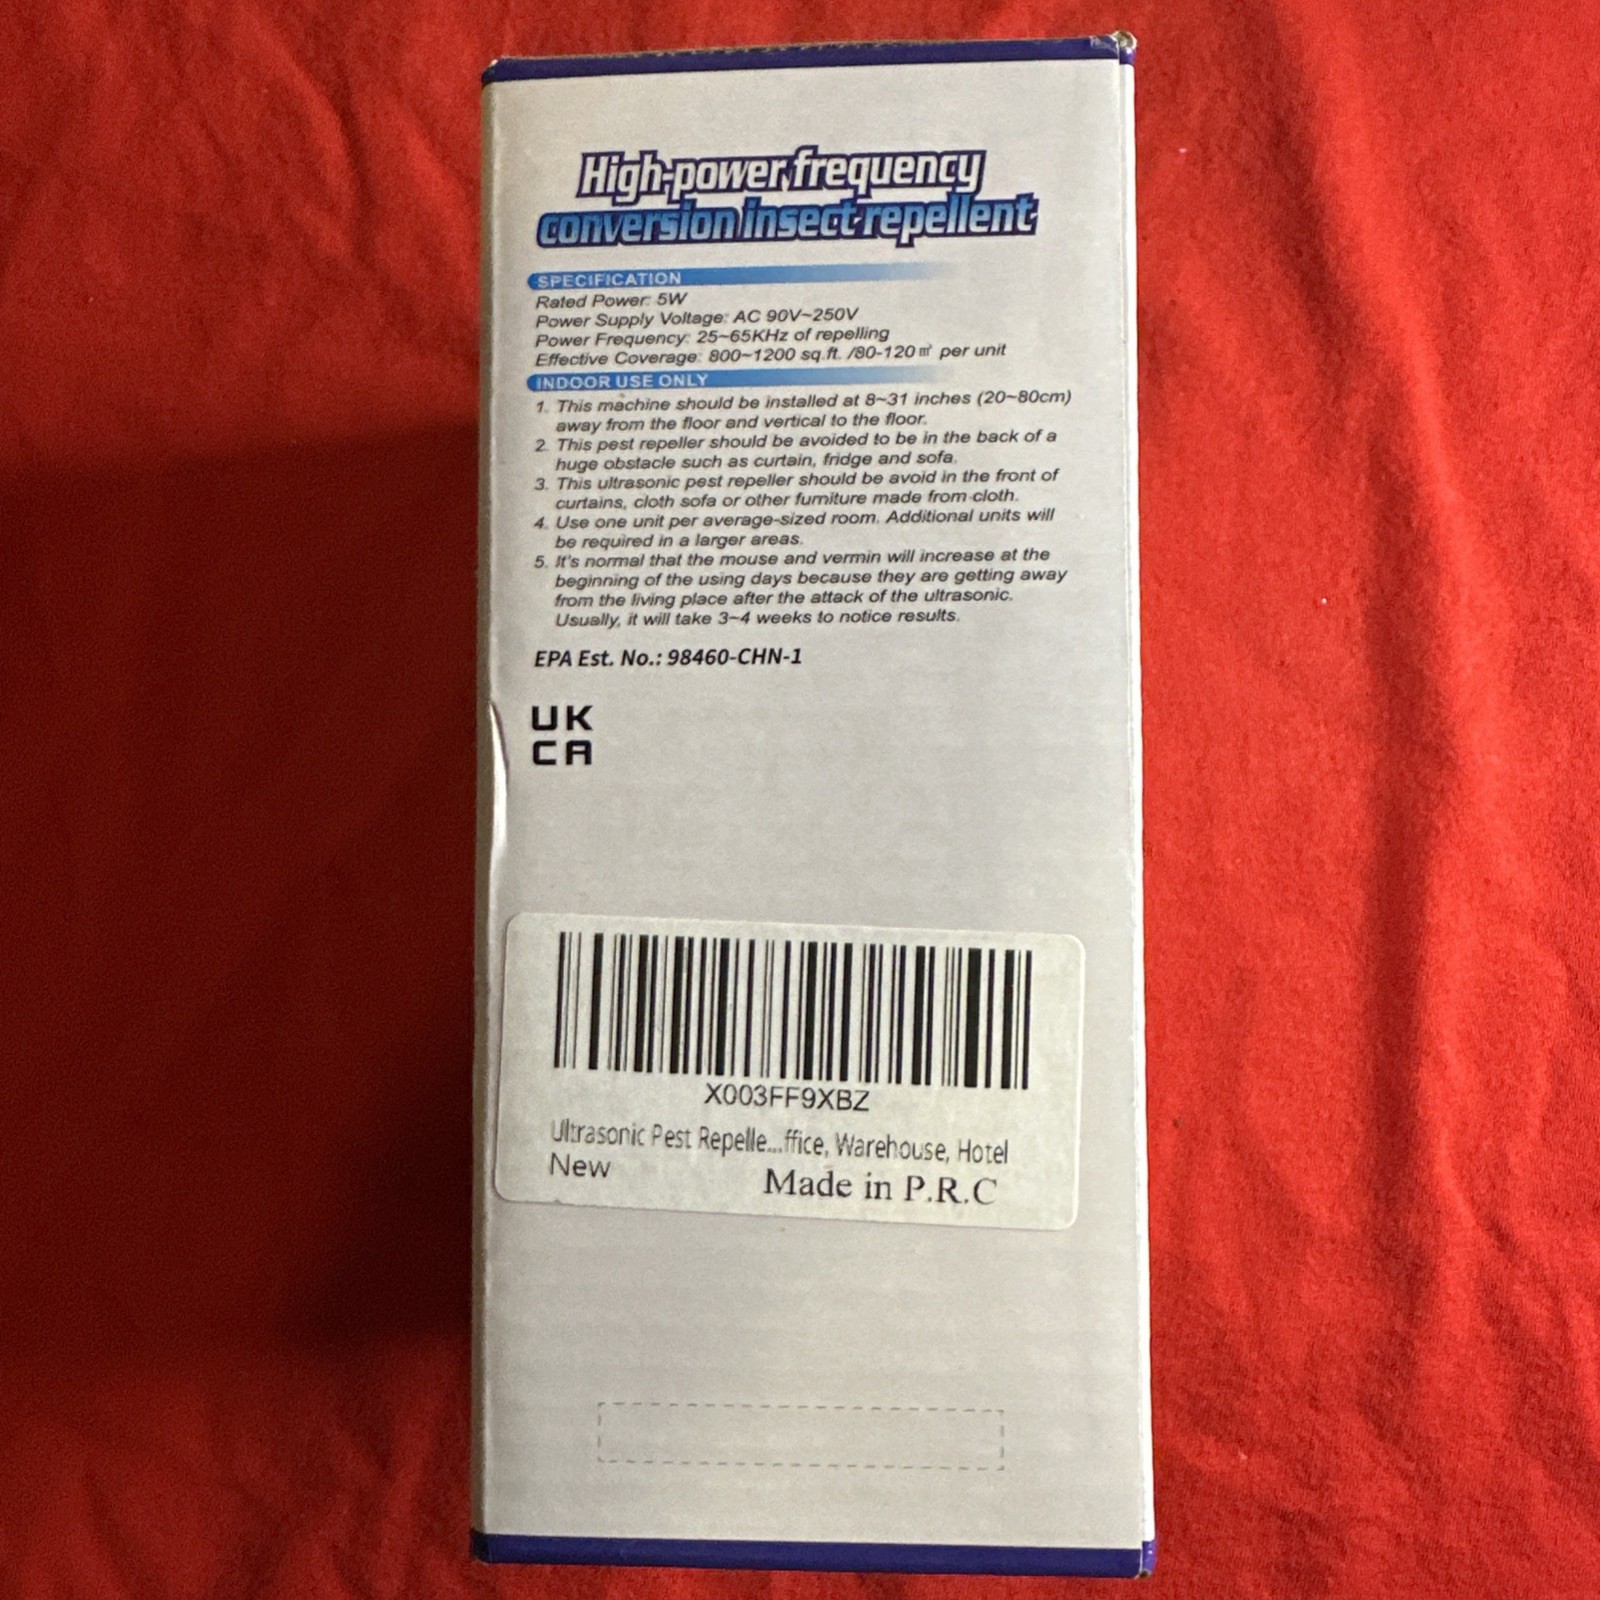 High-power,frequency
conversion insect repellent
SPECIFICATION
Rated Power: 5W
Power Supply Voltage: AC 90V~250V
Power Frequency: 25~65KHz of repelling
Effective Coverage: 800~1200 sq.ft. /80-120㎡ per unit
INDOOR USE ONLY
1. This machine should be installed at 8~31 inches (20~80cm)
away from the floor and vertical to the floor.
2. This pest repeller should be avoided to be in the back of a
huge obstacle such as curtain, fridge and sofa.
3. This ultrasonic pest repeller should be avoid in the front of
curtains, cloth sofa or other furniture made from cloth.
4. Use one unit per average-sized room. Additional units will
be required in a larger areas.
5. It's normal that the mouse and vermin will increase at the
beginning of the using days because they are getting away
from the living place after the attack of the ultrasonic.
Usually, it will take 3~4 weeks to notice results.
EPA Est. No.: 98460-CHN-1
UK
CA
X003FF9XBZ
Ultrasonic Pest Repelle...ffice, Warehouse, Hotel
New
Made in P.R.C